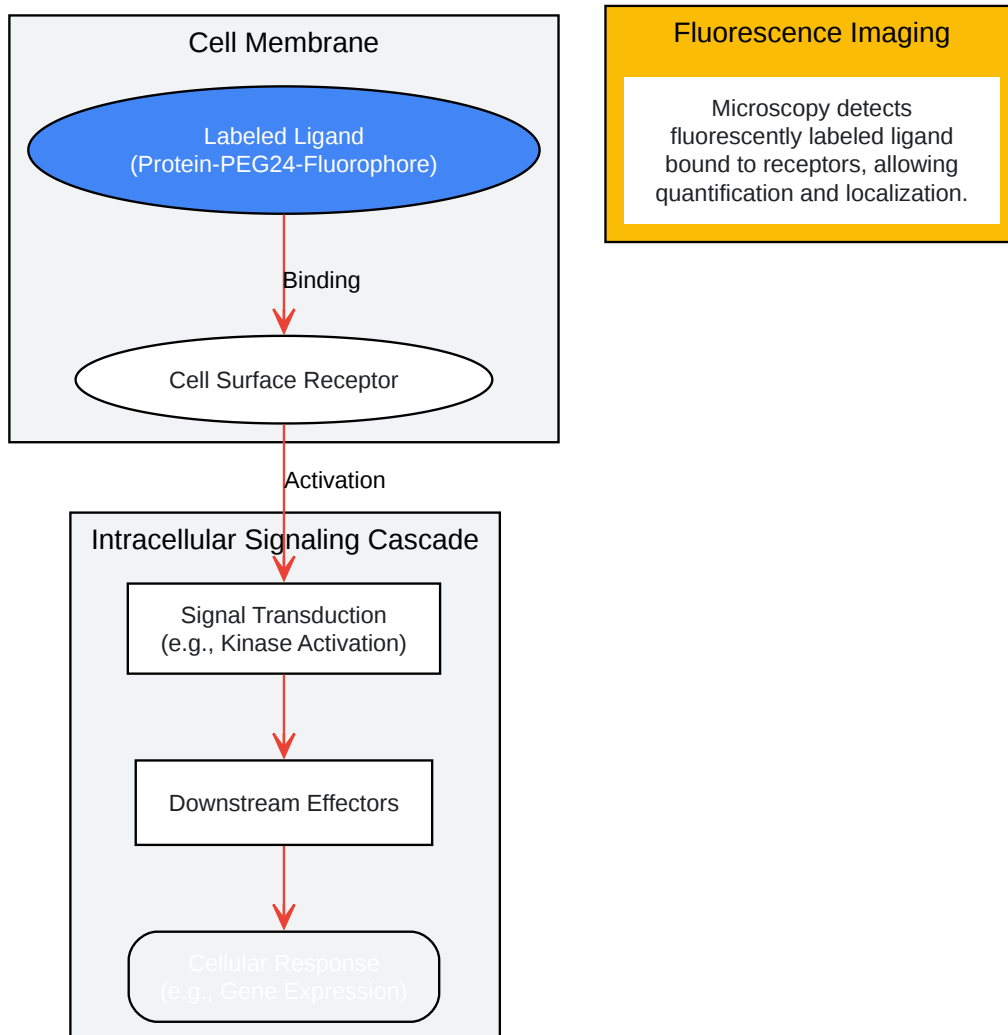 Cell Membrane
Labeled Ligand
(Protein-PEG24-Fluorophore)
Binding
Cell Surface Receptor
Activation
Intracellular Signaling Cascade
Signal Transduction
(e.g., Kinase Activation)
Downstream Effectors
Cellular Response
(e.g., Gene Expression)
Fluorescence Imaging
Microscopy detects
fluorescently labeled ligand
bound to receptors, allowing
quantification and localization.